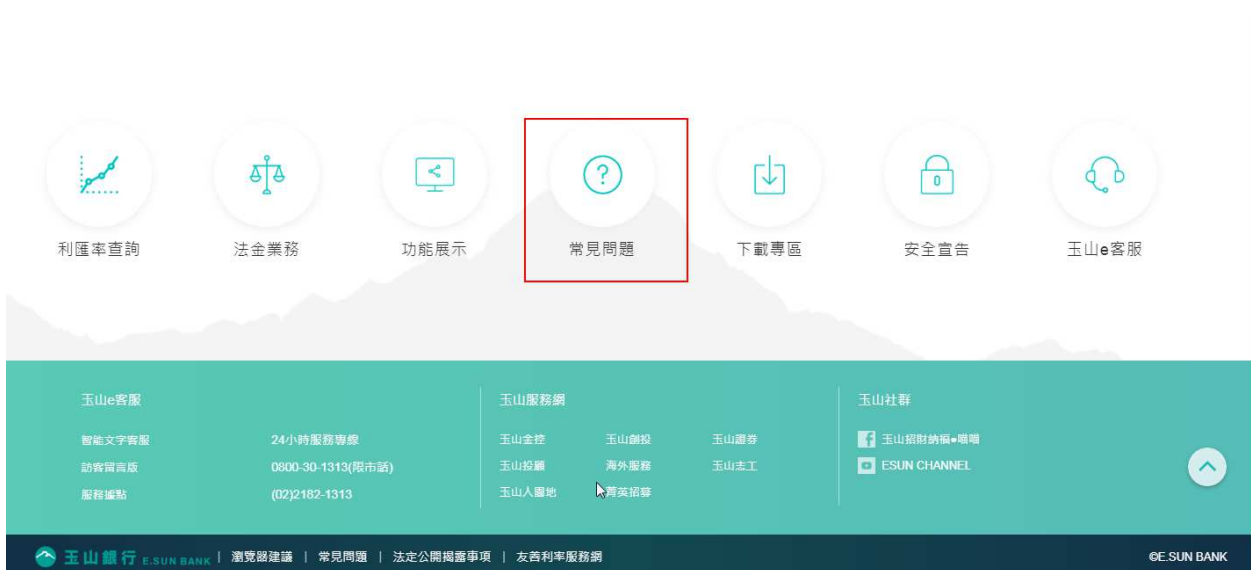 利匯率查詢
法金業務
功能展示
常見問題
下載專區
安全宣告
玉山e客服
玉山e客服
智能文字客服
訪客留言版
服務據點
24小時服務專線
0800-30-1313(限市話)
(02)2182-1313
玉山服務網
玉山金控 玉山創投 玉山證券
玉山投顧 海外服務 玉山志工
玉山人園地 菁英招募
玉山社群
玉山招財納福●喵喵
ESUN CHANNEL
玉山銀行 E.SUN BANK | 瀏覽器建議 | 常見問題 | 法定公開揭露事項 | 友善利率服務網 ©E.SUN BANK